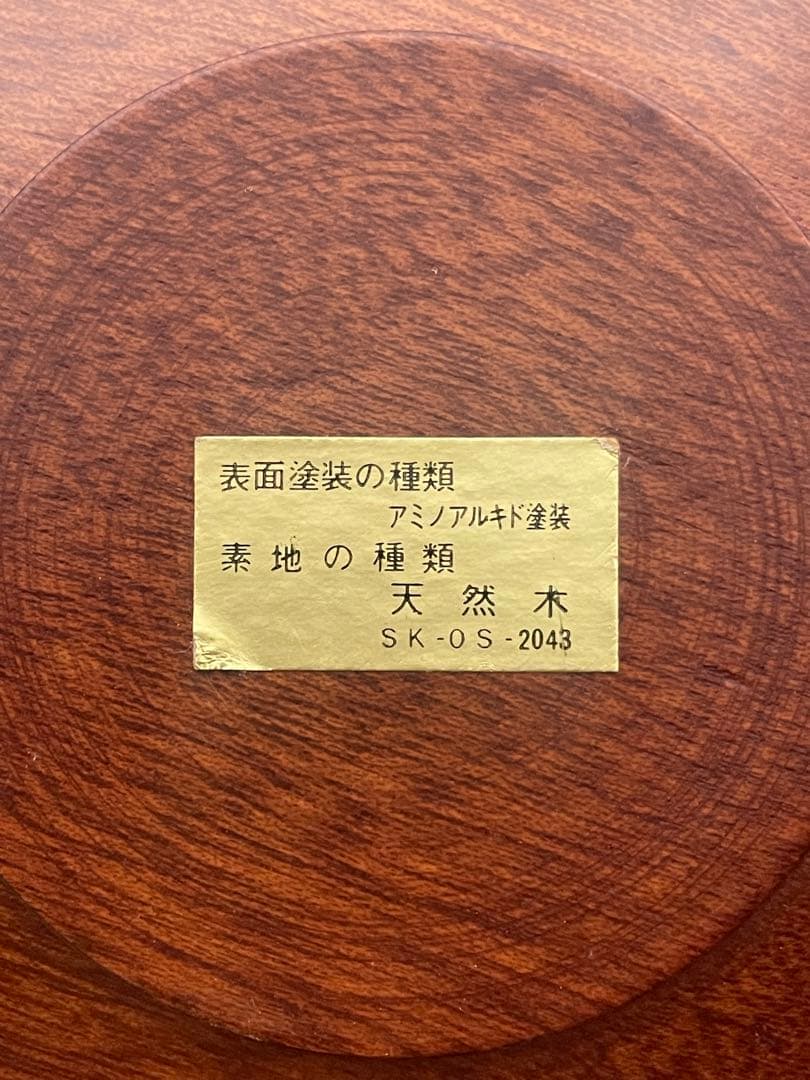 表面塗装の種類
アミノアルキド塗装
素地の種類
天然木
SK-OS-2043